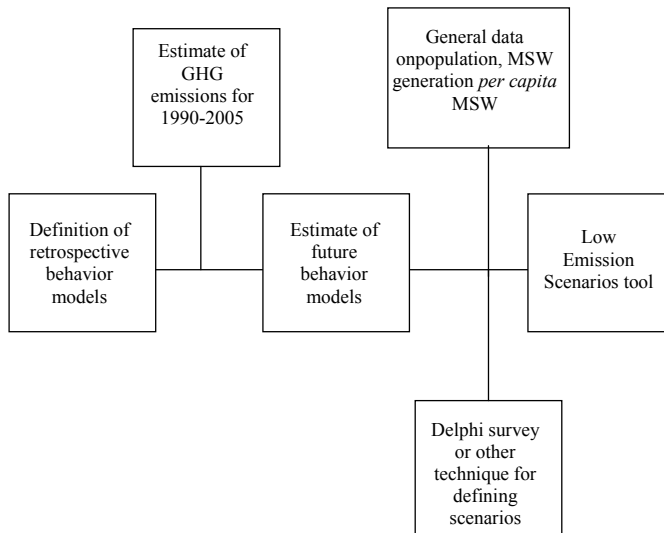 Estimate of
GHG
emissions for
1990-2005
General data
onpopulation, MSW
generation per capita
MSW
Definition of
retrospective
behavior
models
Estimate of
future
behavior
models
Low
Emission
Scenarios tool
Delphi survey
or other
technique for
defining
scenarios